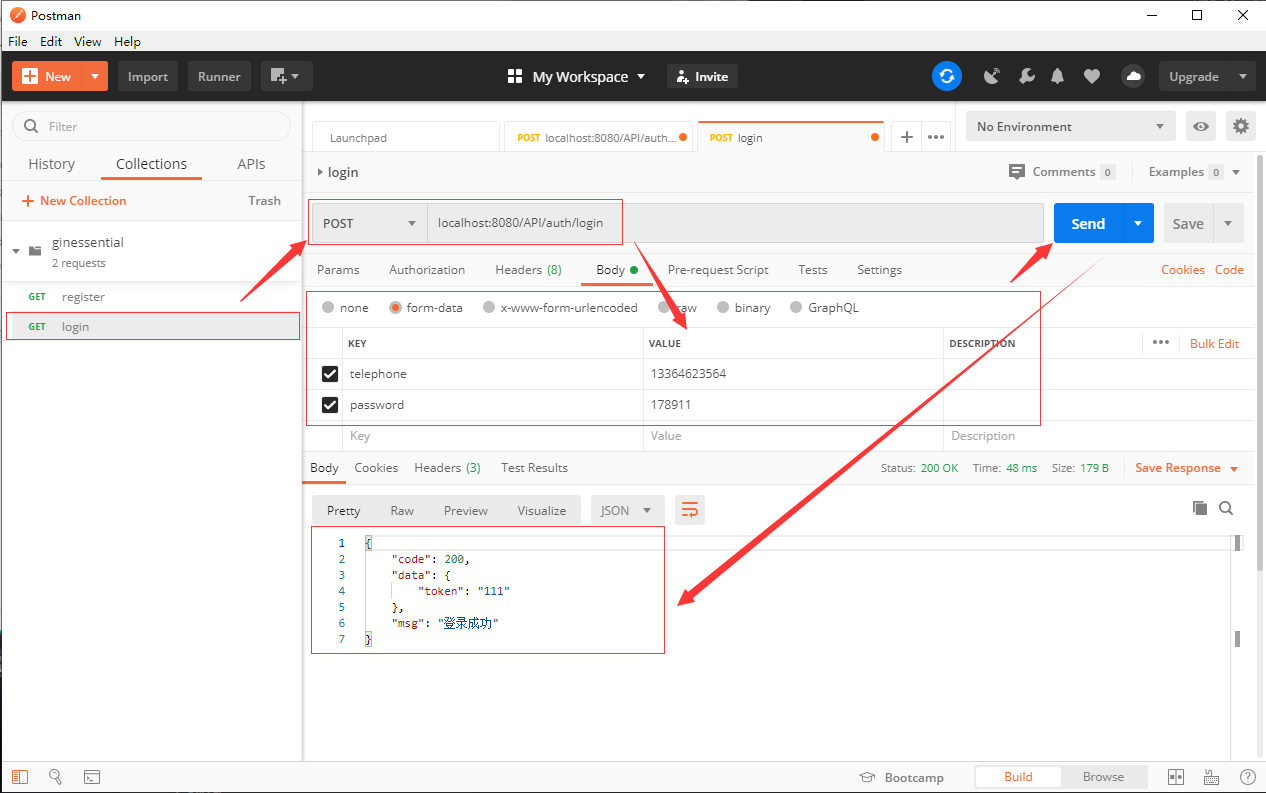 Postman
File Edit View Help
New Import Runner My Workspace Invite Upgrade
Filter
History Collections APIs
New Collection Trash
ginessential
2 requests
GET register
GET login
Launchpad POST localhost:8080/API/auth... POST login No Environment
login Comments 0 Examples 0
POST localhost:8080/API/auth/login Send Save
Params Authorization Headers (8) Body Pre-request Script Tests Settings Cookies Code
none form-data x-www-form-urlencoded raw binary GraphQL
KEY VALUE DESCRIPTION Bulk Edit
telephone 13364623564
password 178911
Key Value Description
Body Cookies Headers (3) Test Results Status: 200 OK Time: 48 ms Size: 179 B Save Response
Pretty Raw Preview Visualize JSON
1 {
2 "code": 200,
3 "data": {
4 "token": "111"
5 },
6 "msg": "登录成功"
7 }
Bootcamp Build Browse